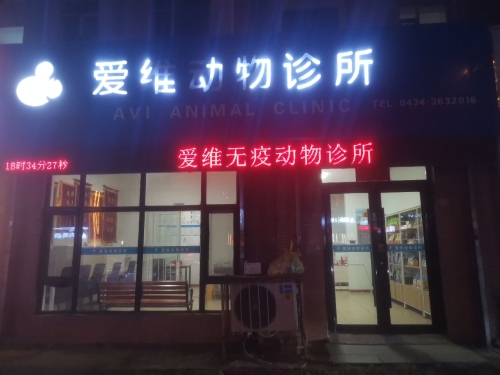 爱维动物诊所
AVI ANIMAL CLINIC
TEL 0434-3632016
18时34分27秒
爱维无疫动物诊所